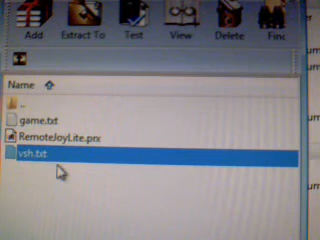 Add Extract To Test View Delete Find
Name
..
game.txt
RemoteJoyLite.prx
vsh.txt